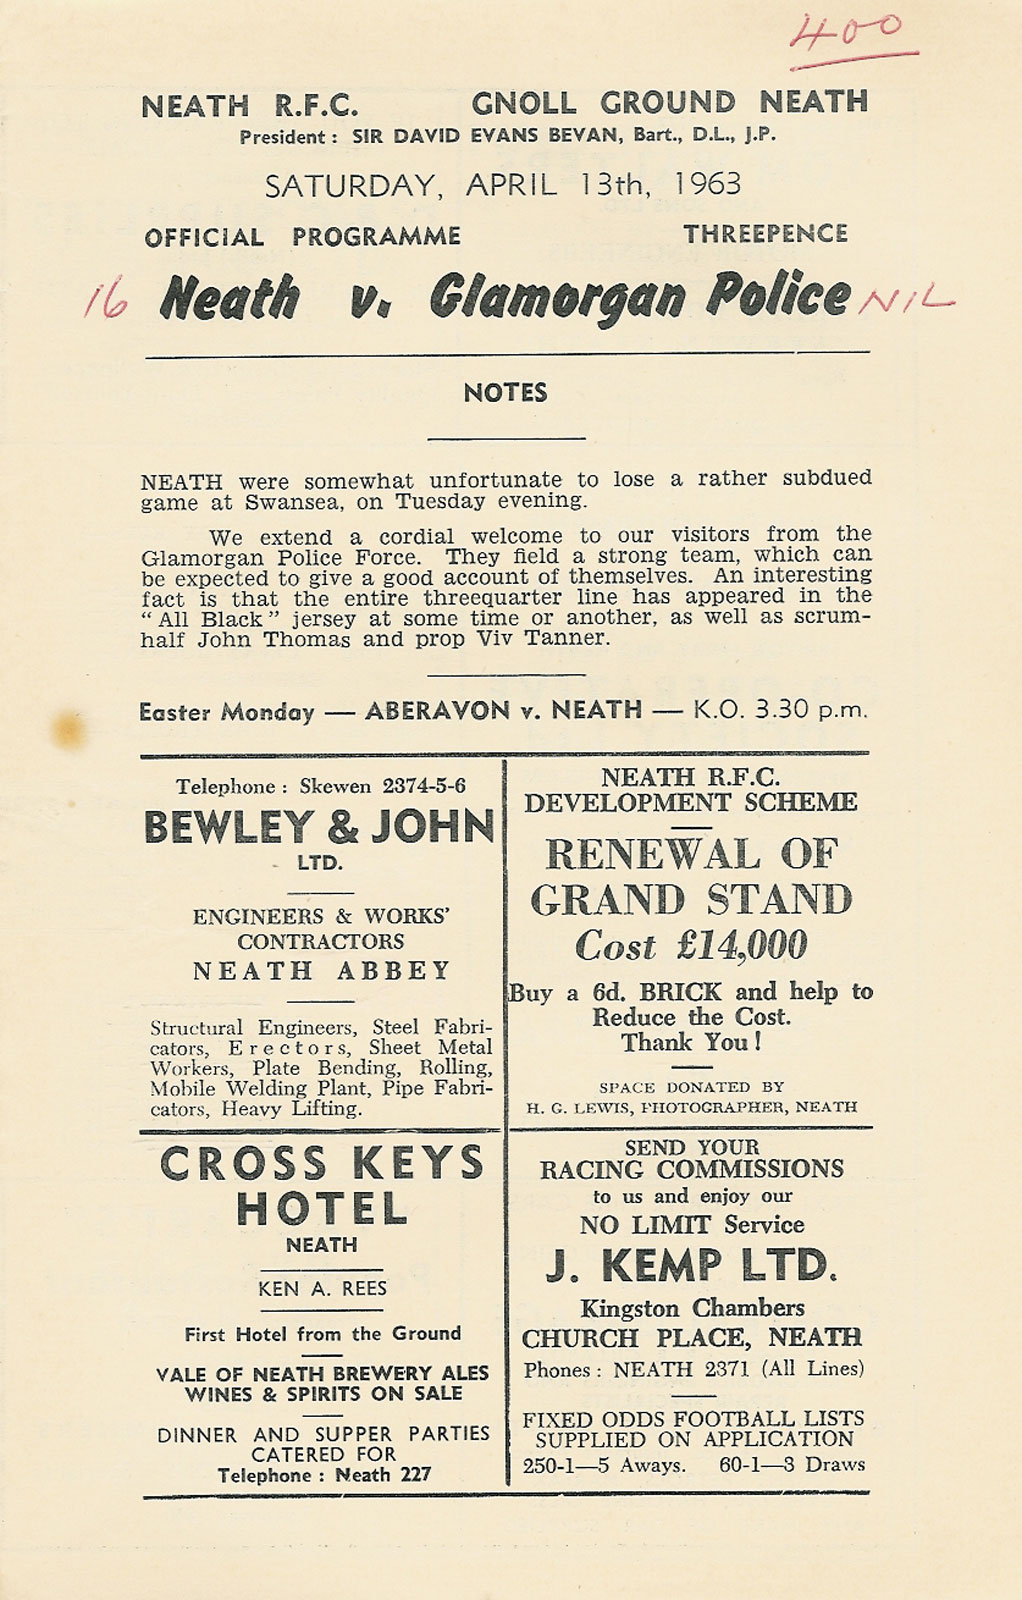 400
NEATH R.F.C. GNOLL GROUND NEATH
President : SIR DAVID EVANS BEVAN, Bart., D.L., J.P.
SATURDAY, APRIL 13th, 1963
OFFICIAL PROGRAMME THREEPENCE
16 Neath v. Glamorgan Police NIL
NOTES
NEATH were somewhat unfortunate to lose a rather subdued
game at Swansea, on Tuesday evening.
We extend a cordial welcome to our visitors from the
Glamorgan Police Force. They field a strong team, which can
be expected to give a good account of themselves. An interesting
fact is that the entire threequarter line has appeared in the
"All Black" jersey at some time or another, as well as scrum-
half John Thomas and prop Viv Tanner.
Easter Monday — ABERAVON v. NEATH — K.O. 3.30 p.m.
Telephone : Skewen 2374-5-6
BEWLEY & JOHN
LTD.
ENGINEERS & WORKS'
CONTRACTORS
NEATH ABBEY
Structural Engineers, Steel Fabri-
cators, Erectors, Sheet Metal
Workers, Plate Bending, Rolling,
Mobile Welding Plant, Pipe Fabri-
cators, Heavy Lifting.
NEATH R.F.C.
DEVELOPMENT SCHEME
RENEWAL OF
GRAND STAND
Cost £14,000
Buy a 6d. BRICK and help to
Reduce the Cost.
Thank You !
SPACE DONATED BY
H. G. LEWIS, PHOTOGRAPHER, NEATH
CROSS KEYS
HOTEL
NEATH
KEN A. REES
First Hotel from the Ground
VALE OF NEATH BREWERY ALES
WINES & SPIRITS ON SALE
DINNER AND SUPPER PARTIES
CATERED FOR
Telephone : Neath 227
SEND YOUR
RACING COMMISSIONS
to us and enjoy our
NO LIMIT Service
J. KEMP LTD.
Kingston Chambers
CHURCH PLACE, NEATH
Phones : NEATH 2371 (All Lines)
FIXED ODDS FOOTBALL LISTS
SUPPLIED ON APPLICATION
250-1—5 Aways. 60-1—3 Draws